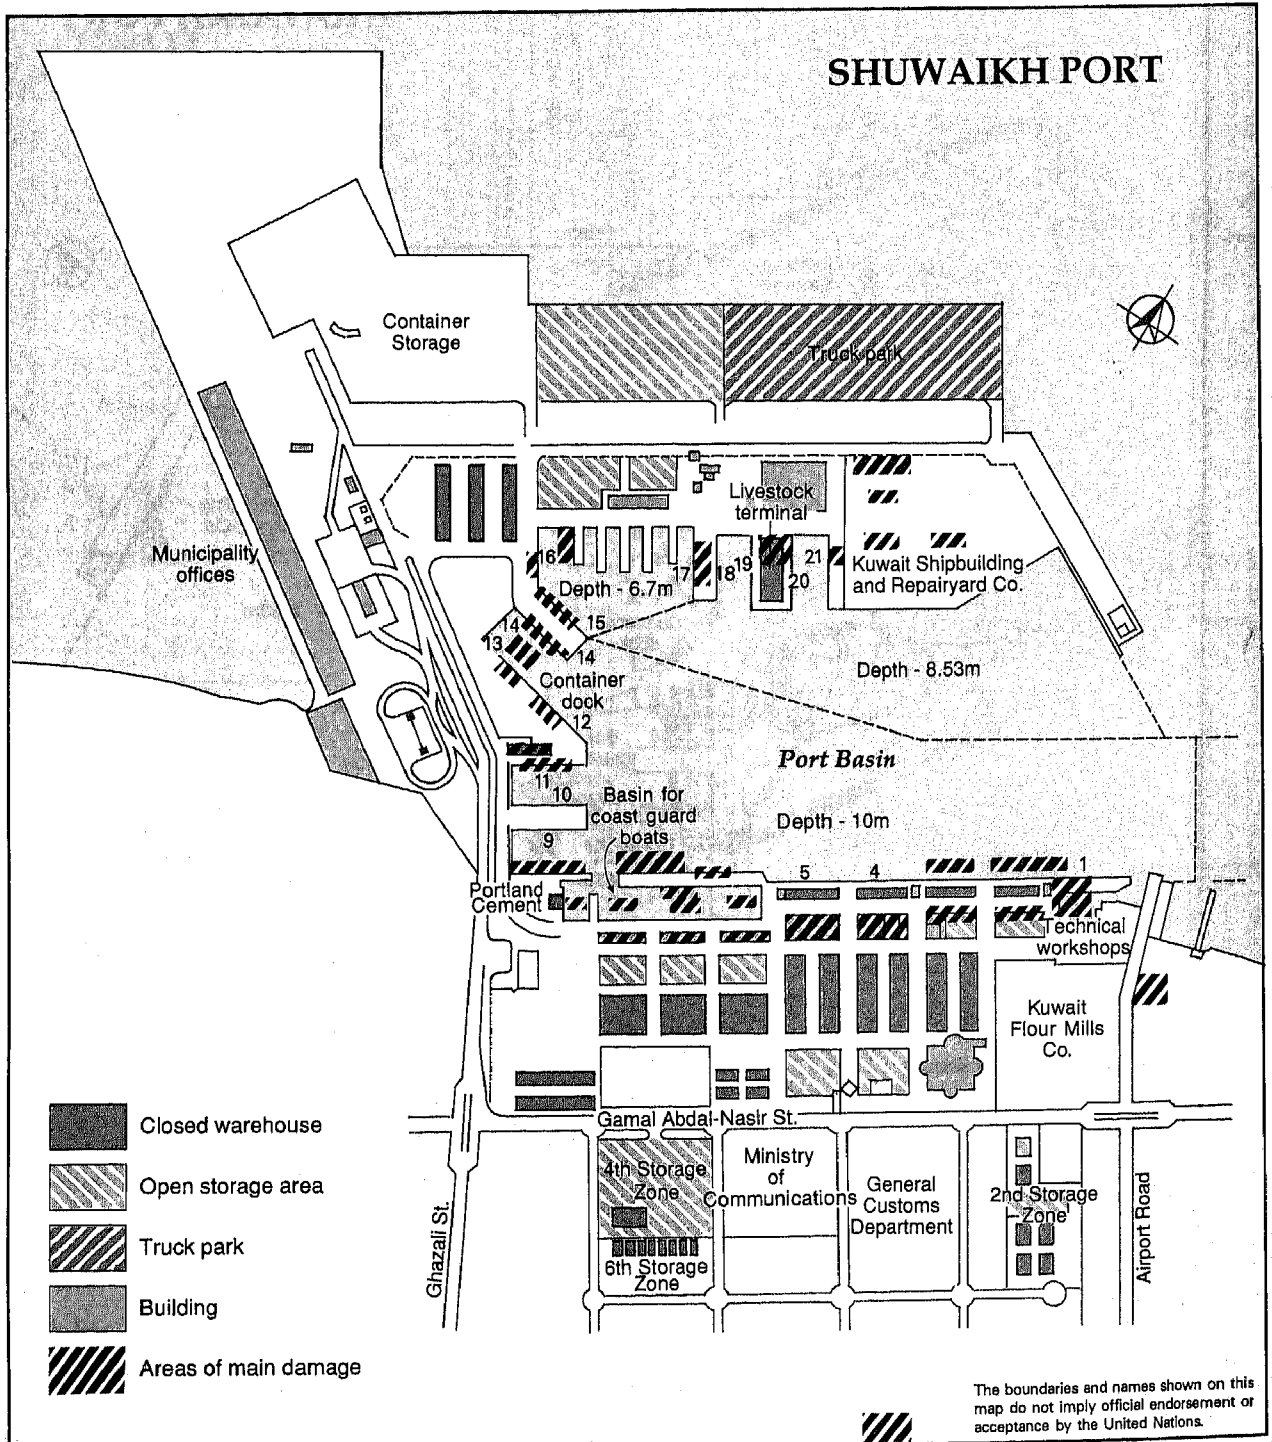 SHUWAIKH PORT
Container
Storage
Truck park
Livestock
terminal
Municipality
offices
16
17
18
19
20
21
Depth - 6.7m
Kuwait Shipbuilding
and Repairyard Co.
15
14
14
13
Container
dock
12
Depth - 8.53m
Port Basin
11
10
Basin for
coast guard
boats
Depth - 10m
9
5
4
1
Portland
Cement
Technical
workshops
Kuwait
Flour Mills
Co.
Gamal Abdal-Nasir St.
Closed warehouse
Open storage area
Truck park
Building
Areas of main damage
Ghazali St.
4th Storage
Zone
6th Storage
Zone
Ministry
of
Communications
General
Customs
Department
2nd Storage
Zone
Airport Road
The boundaries and names shown on this
map do not imply official endorsement or
acceptance by the United Nations.